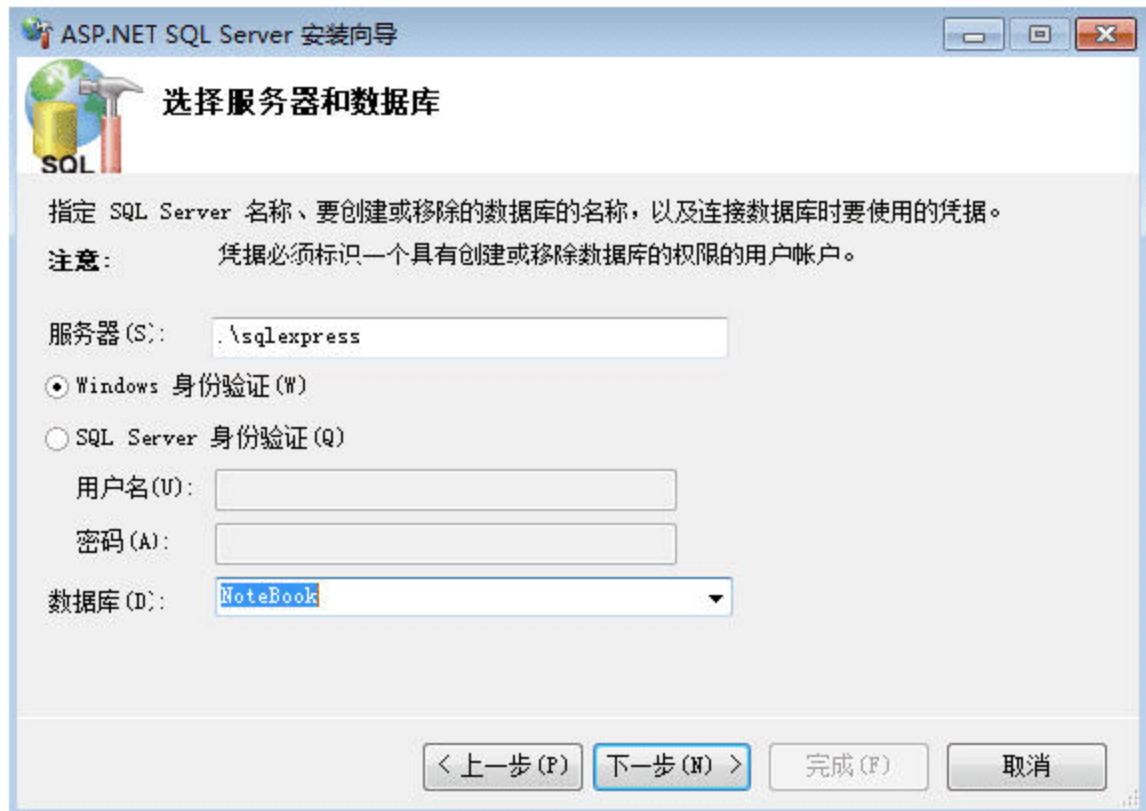 ASP.NET SQL Server 安装向导
选择服务器和数据库
SQL
指定 SQL Server 名称、要创建或移除的数据库的名称，以及连接数据库时要使用的凭据。
注意: 凭据必须标识一个具有创建或移除数据库的权限的用户帐户。
服务器(S): .\sqlexpress
Windows 身份验证(W)
SQL Server 身份验证(Q)
用户名(U):
密码(A):
数据库(D): NoteBook
< 上一步(P) 下一步(N) > 完成(F) 取消